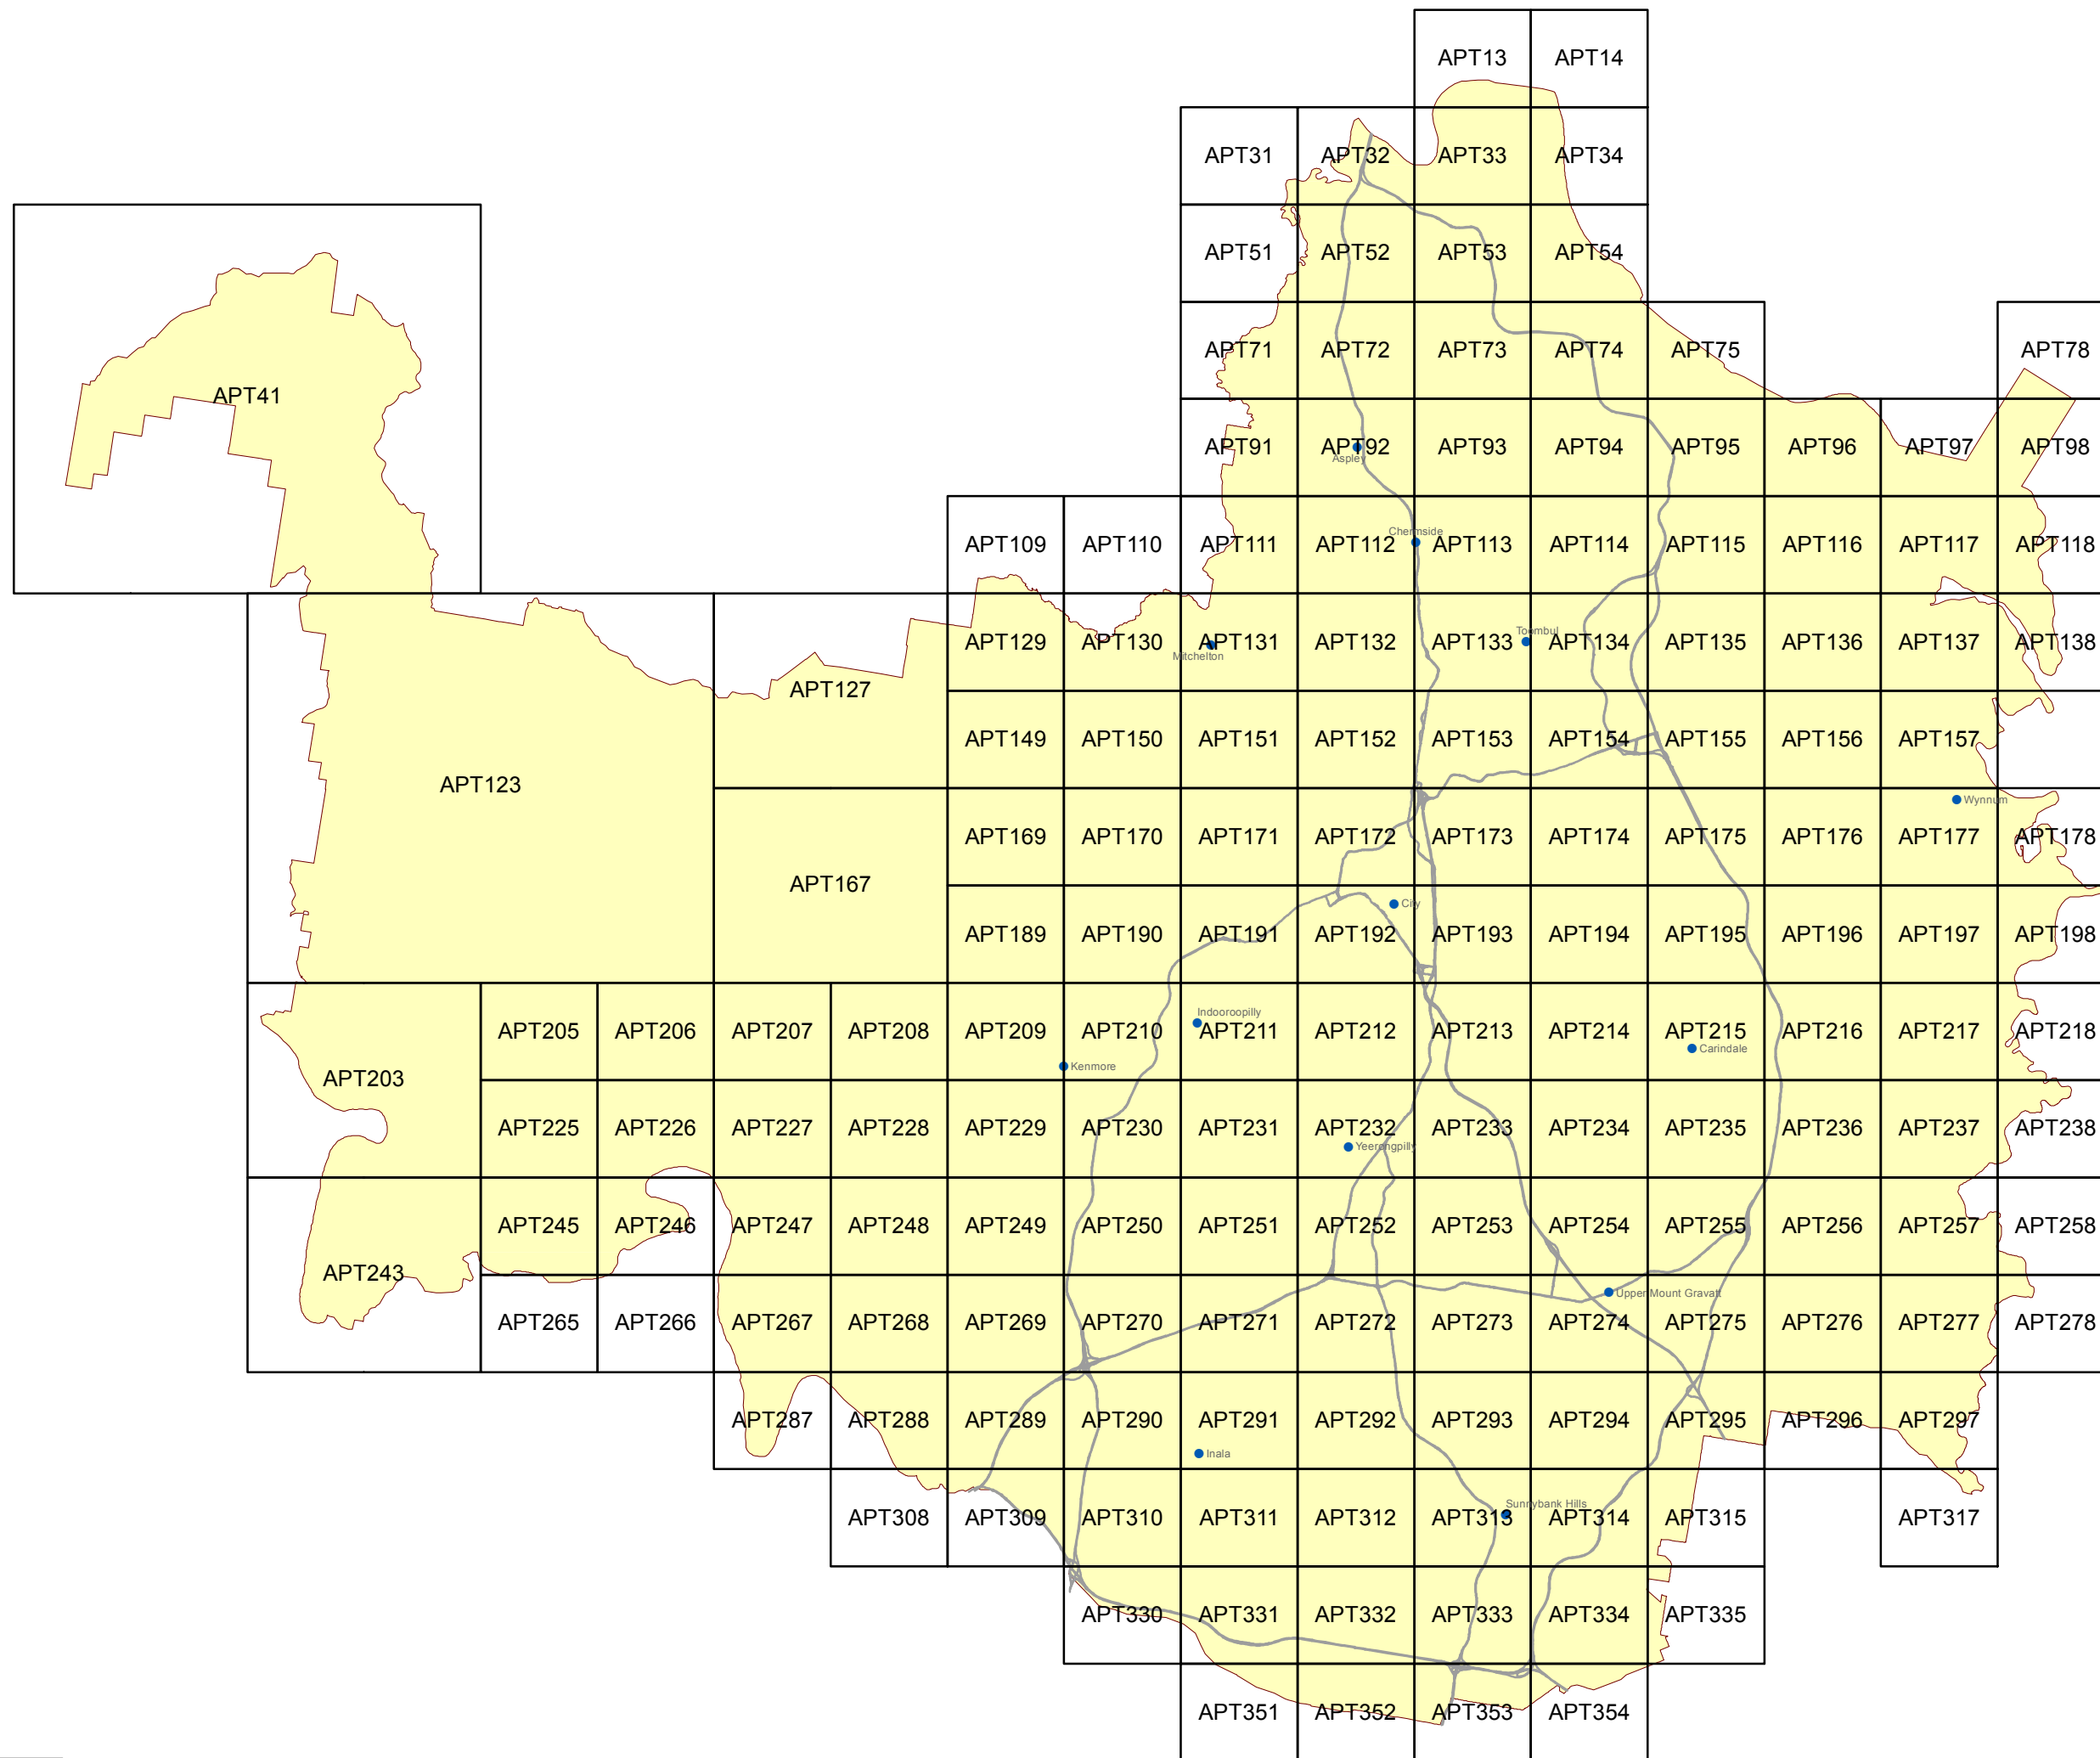 APT13 APT14
APT31 APT32 APT33 APT34
APT51 APT52 APT53 APT54
APT71 APT72 APT73 APT74 APT75 APT78
APT41
APT91 APT92 APT93 APT94 APT95 APT96 APT97 APT98
Aspley
Chermside
APT109 APT110 APT111 APT112 APT113 APT114 APT115 APT116 APT117 APT118
Toombul
APT129 APT130 APT131 APT132 APT133 APT134 APT135 APT136 APT137 APT138
Mitchelton
APT127
APT149 APT150 APT151 APT152 APT153 APT154 APT155 APT156 APT157
APT123
Wynnum
APT169 APT170 APT171 APT172 APT173 APT174 APT175 APT176 APT177 APT178
APT167
City
APT189 APT190 APT191 APT192 APT193 APT194 APT195 APT196 APT197 APT198
Indooroopilly
APT205 APT206 APT207 APT208 APT209 APT210 APT211 APT212 APT213 APT214 APT215 APT216 APT217 APT218
Carindale
Kenmore
APT203
APT225 APT226 APT227 APT228 APT229 APT230 APT231 APT232 APT233 APT234 APT235 APT236 APT237 APT238
Yeerongpilly
APT245 APT246 APT247 APT248 APT249 APT250 APT251 APT252 APT253 APT254 APT255 APT256 APT257 APT258
APT243
Upper Mount Gravatt
APT265 APT266 APT267 APT268 APT269 APT270 APT271 APT272 APT273 APT274 APT275 APT276 APT277 APT278
APT287 APT288 APT289 APT290 APT291 APT292 APT293 APT294 APT295 APT296 APT297
Inala
Sunnybank Hills
APT308 APT309 APT310 APT311 APT312 APT313 APT314 APT315 APT317
APT330 APT331 APT332 APT333 APT334 APT335
APT351 APT352 APT353 APT354